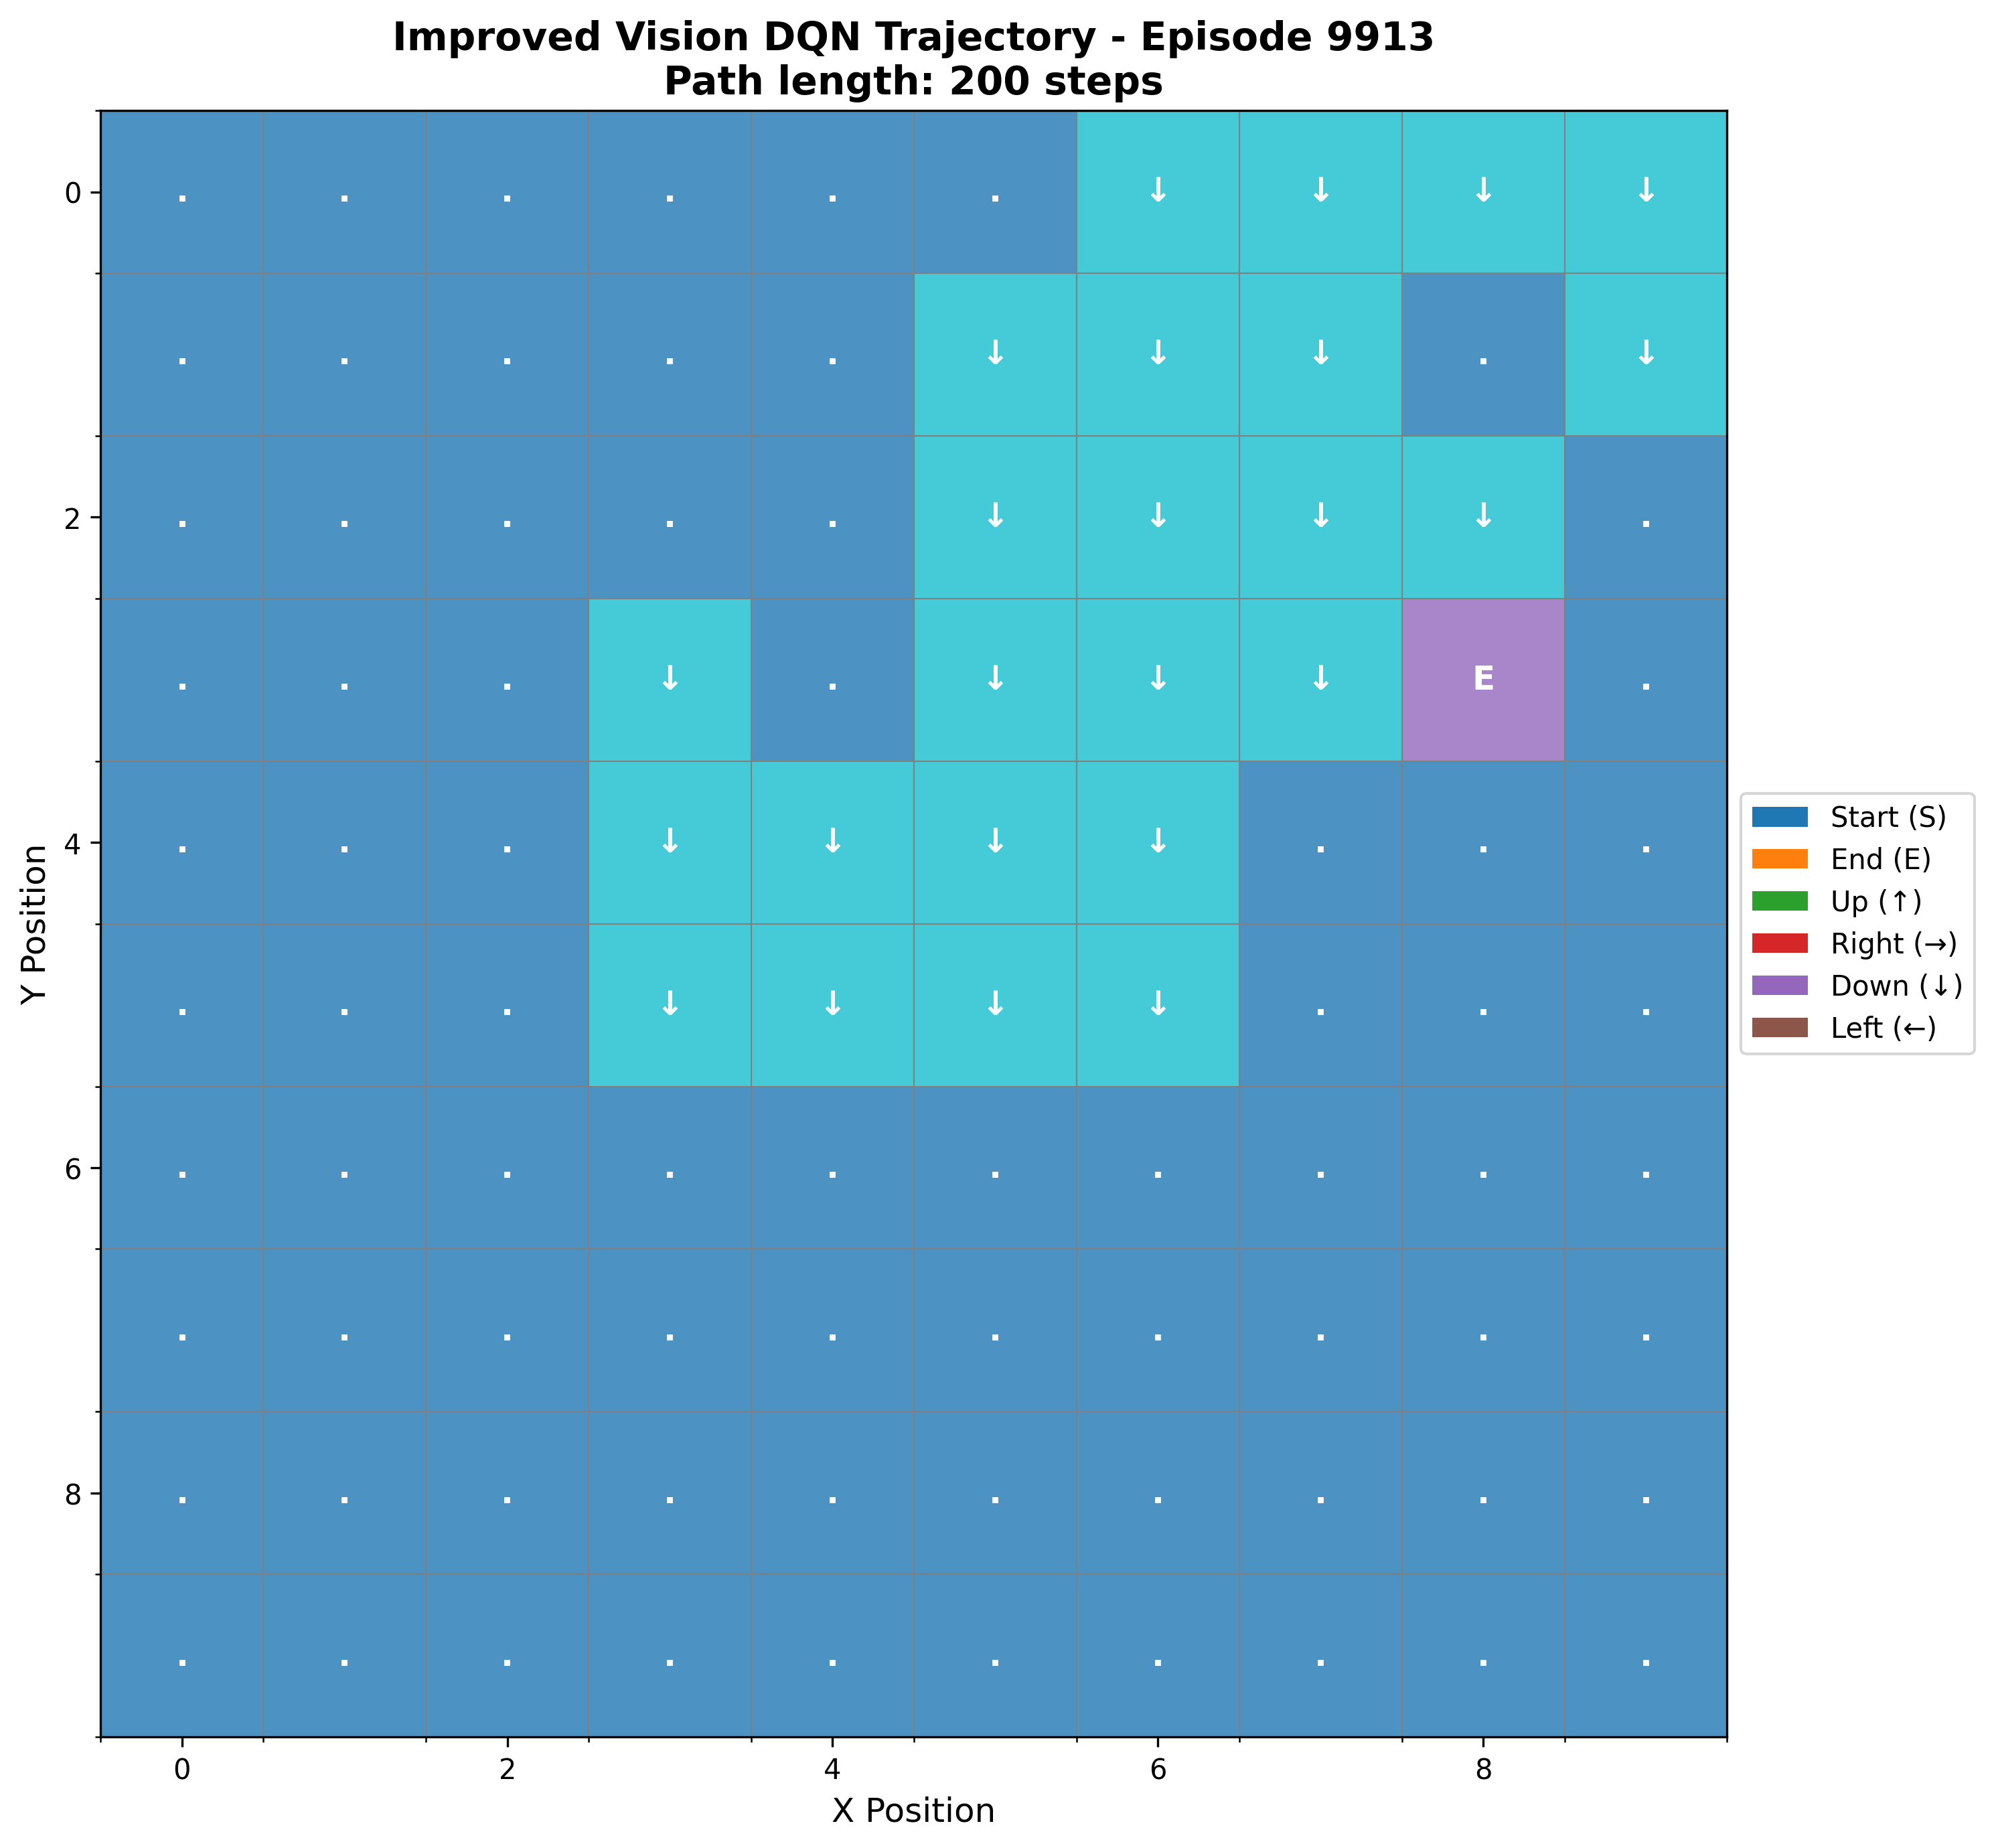 Improved Vision DQN Trajectory - Episode 9913
Path length: 200 steps
0 . . . . . . ↓ ↓ ↓ ↓
. . . . . ↓ ↓ ↓ . ↓
2 . . . . . ↓ ↓ ↓ ↓ .
. . . ↓ . ↓ ↓ ↓ E .
4 . . . ↓ ↓ ↓ ↓ . . .
. . . ↓ ↓ ↓ ↓ . . .
6 . . . . . . . . . .
. . . . . . . . . .
8 . . . . . . . . . .
. . . . . . . . . .
0 2 4 6 8
X Position
Y Position
Start (S)
End (E)
Up (↑)
Right (→)
Down (↓)
Left (←)